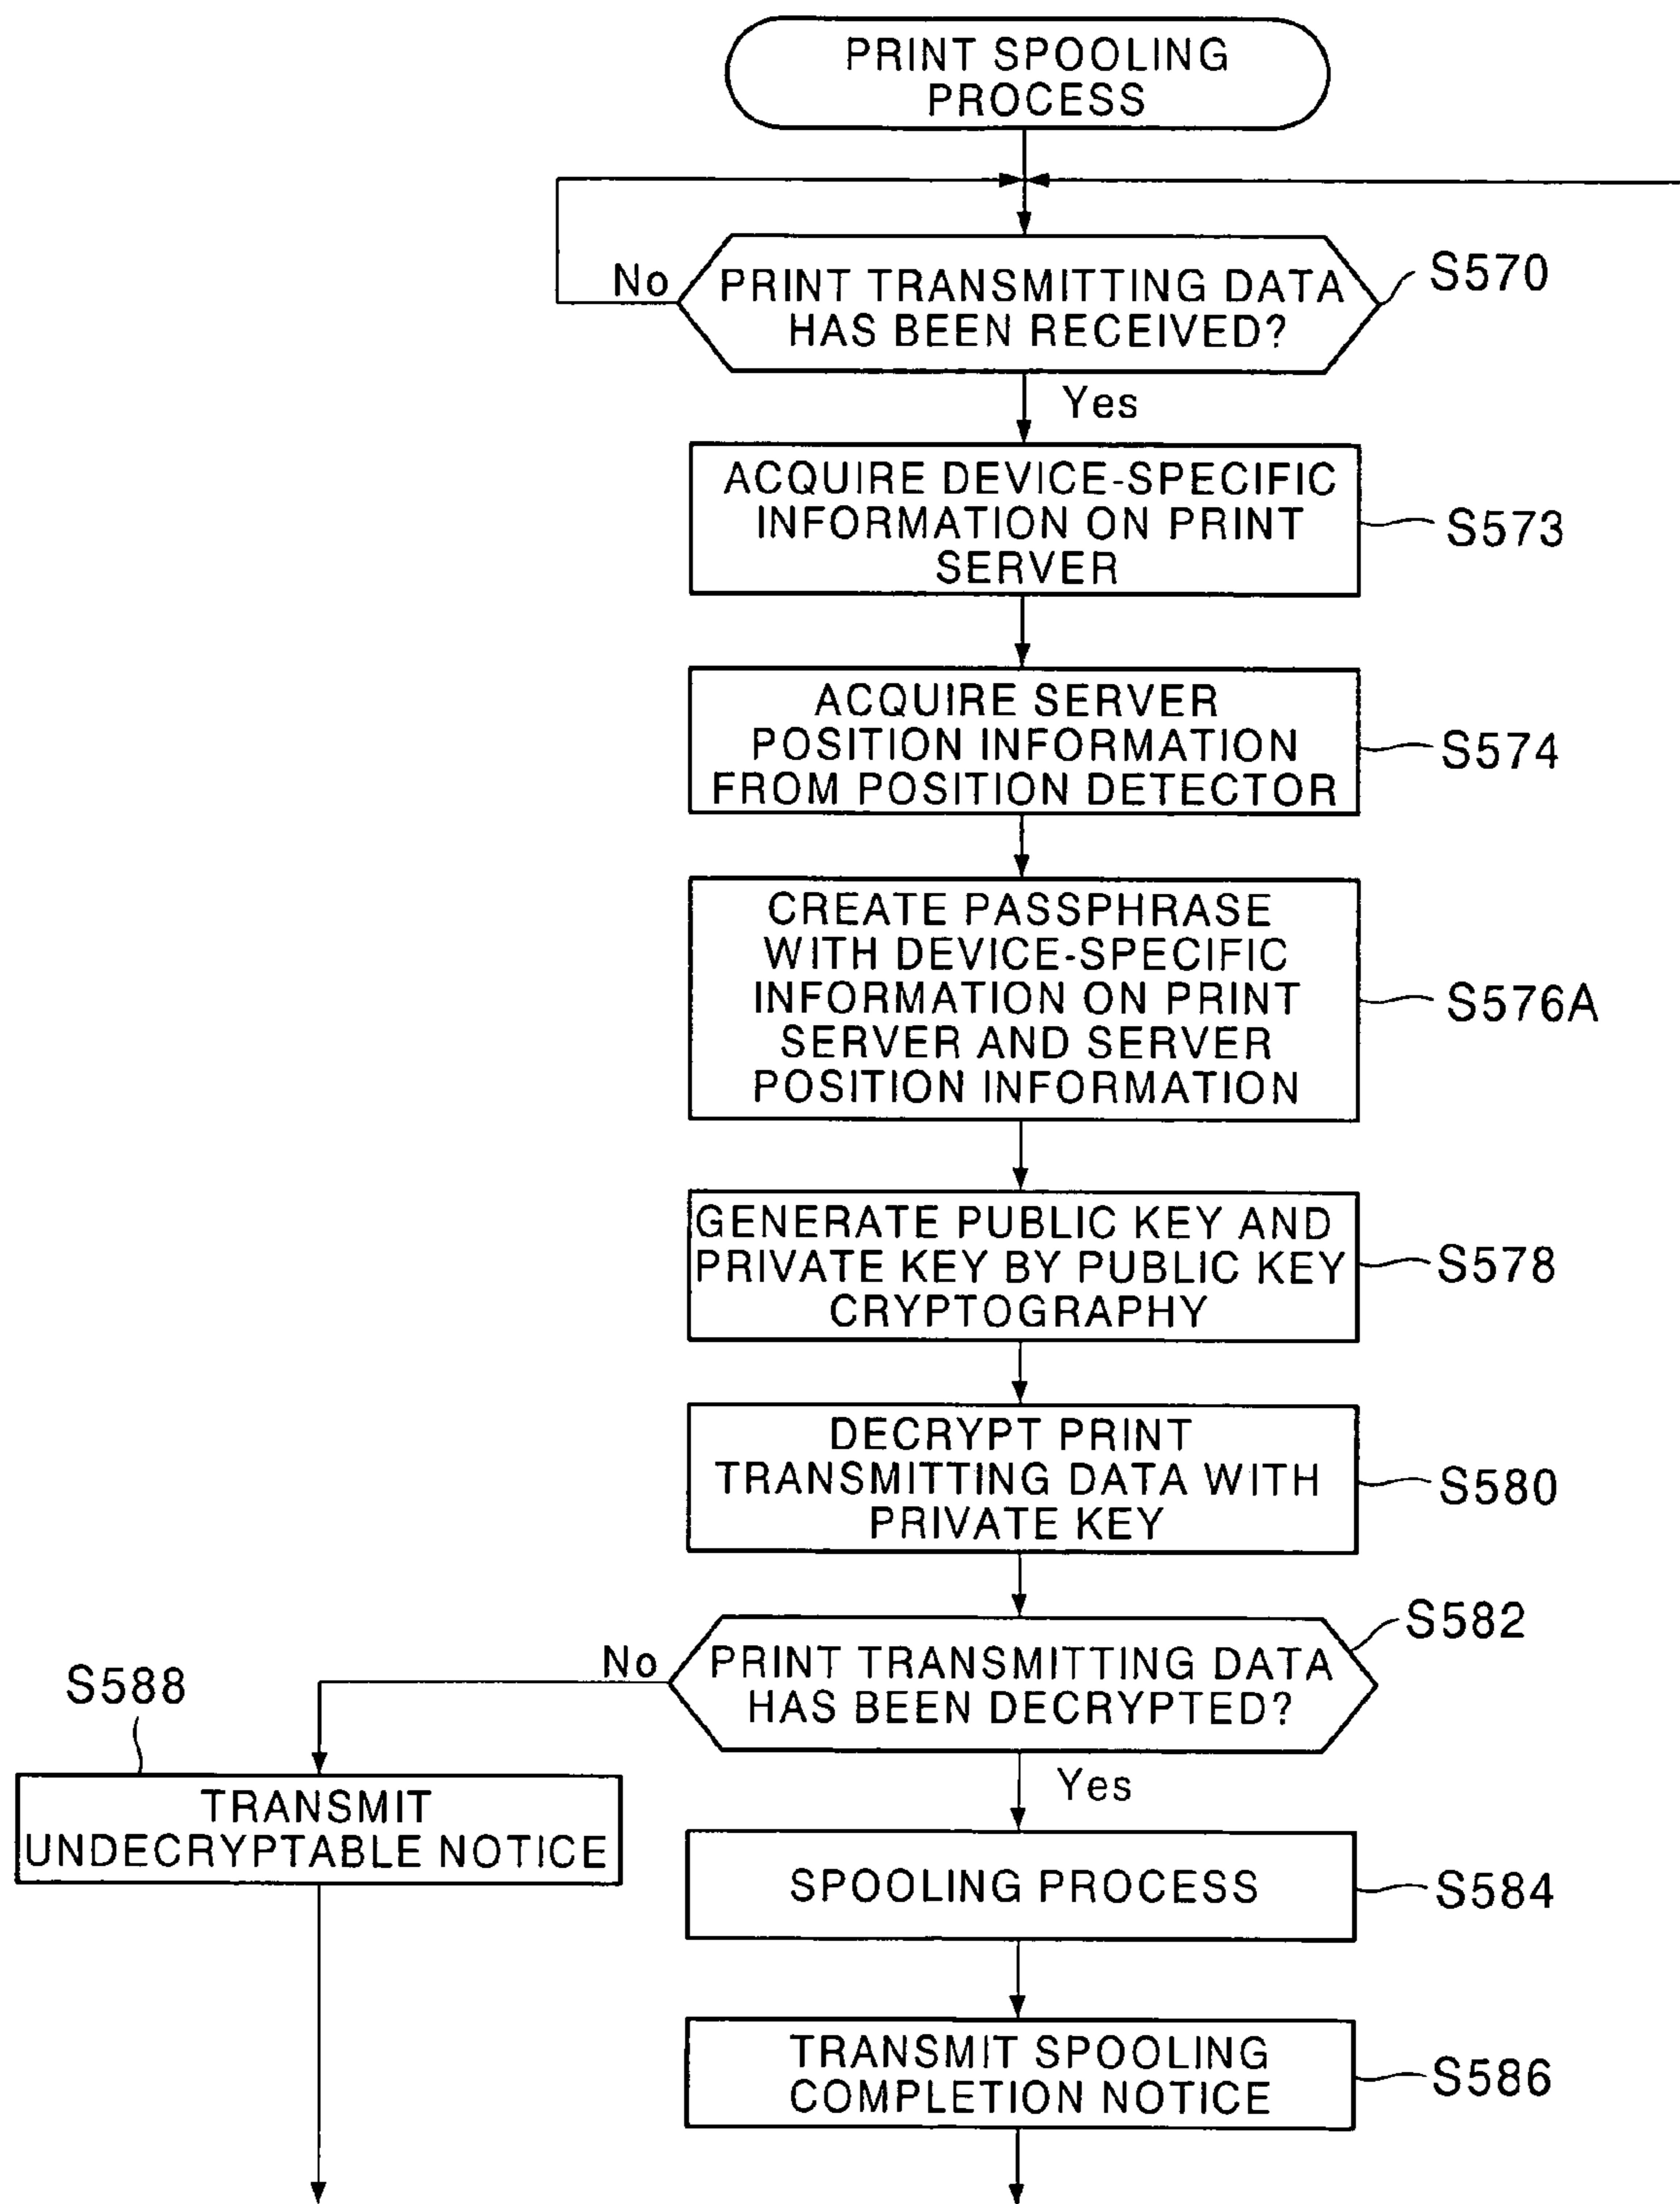 PRINT SPOOLING
PROCESS
No
PRINT TRANSMITTING DATA
HAS BEEN RECEIVED?
S570
Yes
ACQUIRE DEVICE-SPECIFIC
INFORMATION ON PRINT
SERVER
S573
ACQUIRE SERVER
POSITION INFORMATION
FROM POSITION DETECTOR
S574
CREATE PASSPHRASE
WITH DEVICE-SPECIFIC
INFORMATION ON PRINT
SERVER AND SERVER
POSITION INFORMATION
S576A
GENERATE PUBLIC KEY AND
PRIVATE KEY BY PUBLIC KEY
CRYPTOGRAPHY
S578
DECRYPT PRINT
TRANSMITTING DATA WITH
PRIVATE KEY
S580
No
PRINT TRANSMITTING DATA
HAS BEEN DECRYPTED?
S582
S588
TRANSMIT
UNDECRYPTABLE NOTICE
Yes
SPOOLING PROCESS
S584
TRANSMIT SPOOLING
COMPLETION NOTICE
S586